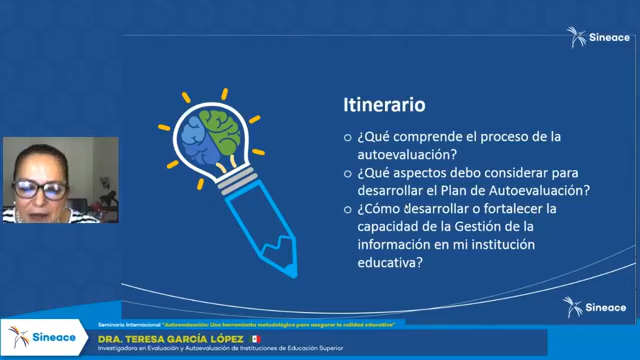 Sineace
Itinerario
¿Qué comprende el proceso de la
autoevaluación?
¿Qué aspectos debo considerar para
desarrollar el Plan de Autoevaluación?
¿Cómo desarrollar o fortalecer la
capacidad de la Gestión de la
información en mi institución
educativa?
Sineace
Sineace
Seminario Internacional "Autoevaluación: Una herramienta metodológica para asegurar la calidad educativa"
DRA. TERESA GARCÍA LÓPEZ
Investigadora en Evaluación y Autoevaluación de Instituciones de Educación Superior